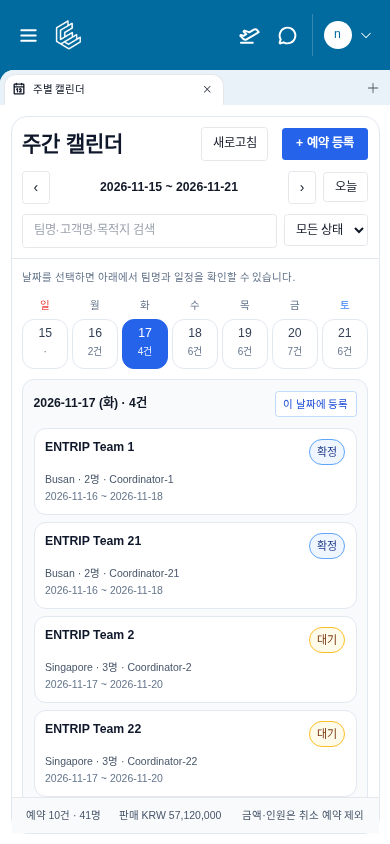 n
주별 캘린더
주간 캘린더
새로고침
+ 예약 등록
‹
2026-11-15 ~ 2026-11-21
›
오늘
팀명·고객명·목적지 검색
모든 상태
날짜를 선택하면 아래에서 팀명과 일정을 확인할 수 있습니다.
일 월 화 수 목 금 토
15 16 17 18 19 20 21
· 2건 4건 6건 6건 7건 6건
2026-11-17 (화) · 4건
이 날짜에 등록
ENTRIP Team 1
확정
Busan · 2명 · Coordinator-1
2026-11-16 ~ 2026-11-18
ENTRIP Team 21
확정
Busan · 2명 · Coordinator-21
2026-11-16 ~ 2026-11-18
ENTRIP Team 2
대기
Singapore · 3명 · Coordinator-2
2026-11-17 ~ 2026-11-20
ENTRIP Team 22
대기
Singapore · 3명 · Coordinator-22
2026-11-17 ~ 2026-11-20
예약 10건 · 41명 판매 KRW 57,120,000 금액·인원은 취소 예약 제외